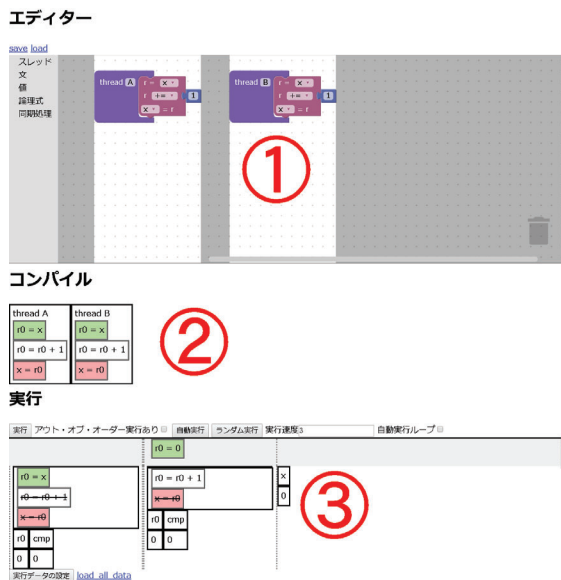 エディター
save load
スレッド
文
値
論理式
同期処理
thread A r = x
r += 1
x = r
thread B r = x
r += 1
x = r
①
コンパイル
thread A
r0 = x
r0 = r0 + 1
x = r0
thread B
r0 = x
r0 = r0 + 1
x = r0
②
実行
実行 アウト・オブ・オーダー実行あり 自動実行 ランダム実行 実行速度 3 自動実行ループ
r0 = 0
r0 = x
r0 = r0 + 1
x = r0
r0 cmp
0 0
r0 = r0 + 1
x = r0
r0 cmp
0 0
x
0
③
実行データの設定 load all data